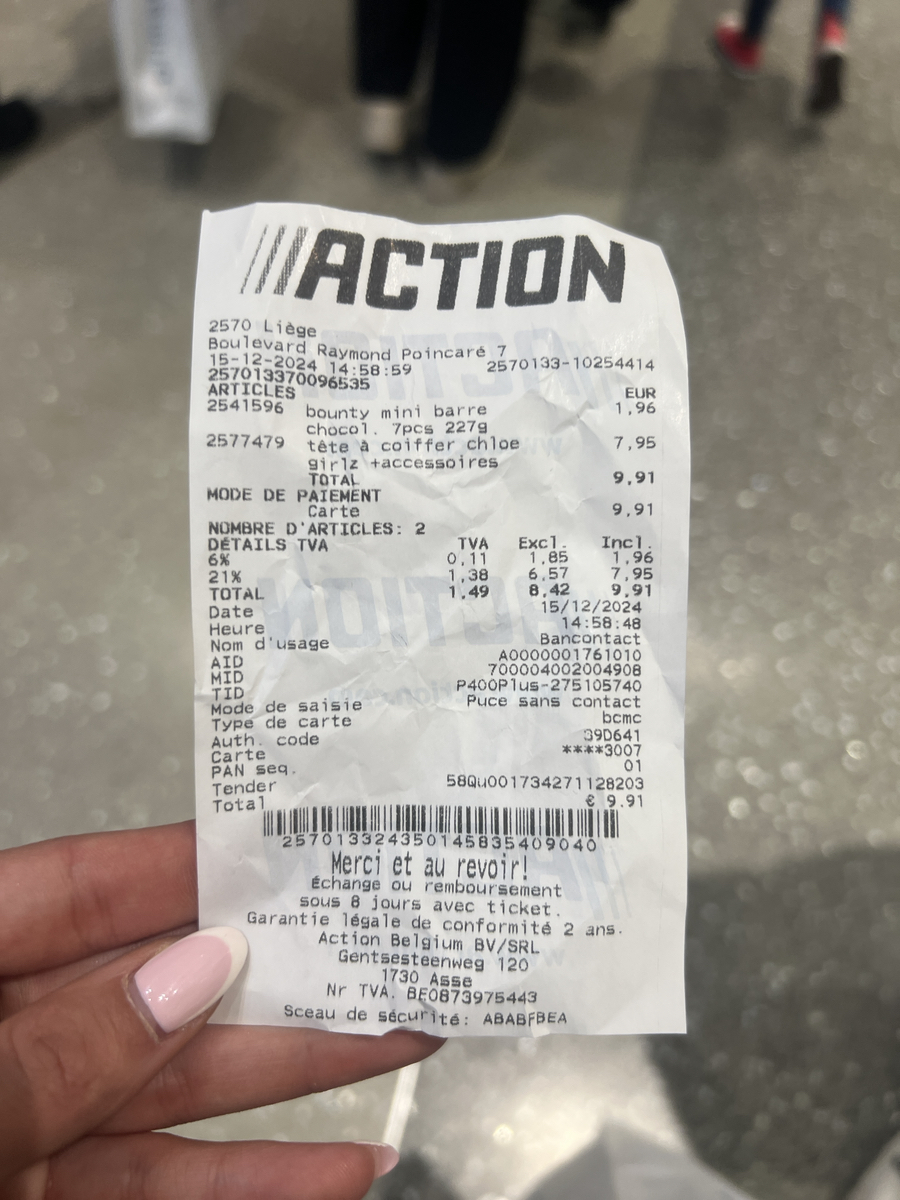 ACTION
2570 Liège
Boulevard Raymond Poincaré 7
15-12-2024 14:58:59 2570133-10254414
257013370096535
ARTICLES EUR
2541596 bounty mini barre 1,96
chocol. 7pcs 227g
2577479 tête à coiffer chloe 7,95
girlz +accessoires
TOTAL 9,91
MODE DE PAIEMENT
Carte 9,91
NOMBRE D'ARTICLES: 2
DÉTAILS TVA TVA Excl. Incl.
6% 0,11 1,85 1,96
21% 1,38 6,57 7,95
TOTAL 1,49 8,42 9,91
Date 15/12/2024
Heure 14:58:48
Nom d'usage Bancontact
AID A0000001761010
MID 700004002004908
TID P400Plus-275105740
Mode de saisie Puce sans contact
Type de carte bcmc
Auth. code 39D641
Carte ****3007
PAN seq. 01
Tender 58Qu001734271128203
Total € 9.91
257013324350145835409040
Merci et au revoir!
Échange ou remboursement
sous 8 jours avec ticket.
Garantie légale de conformité 2 ans.
Action Belgium BV/SRL
Gentsesteenweg 120
1730 Asse
Nr TVA. BE0873975443
Sceau de sécurité: ABABFBEA